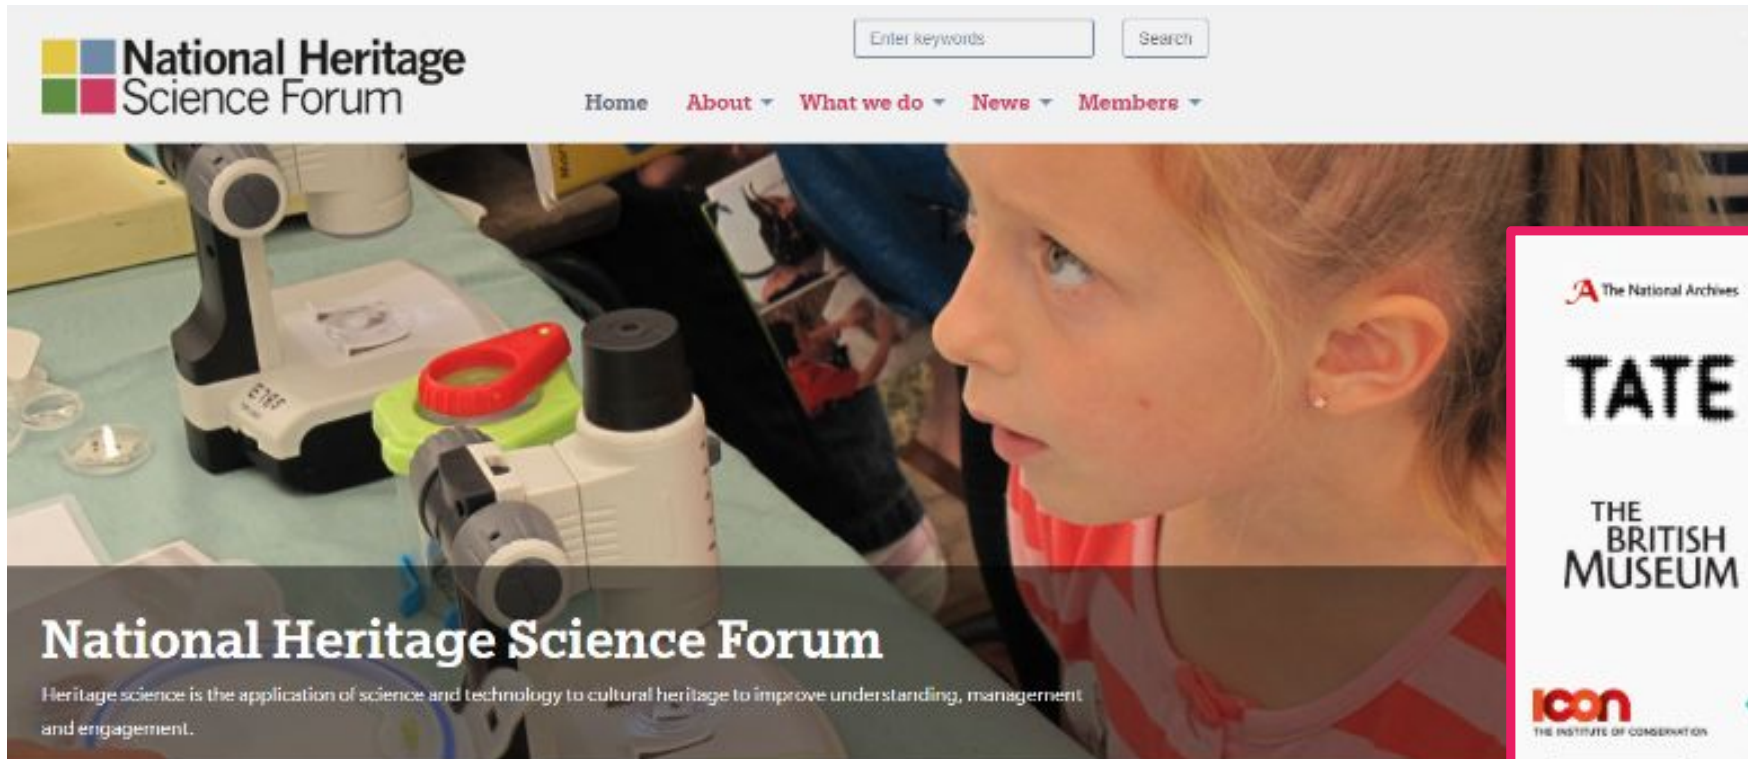 National Heritage
Science Forum
Enter keywords
Search
Home
About
What we do
News
Members
E765
National Heritage Science Forum
Heritage science is the application of science and technology to cultural heritage to improve understanding, management
and engagement.
The National Archives
TATE
THE
BRITISH
MUSEUM
Icon
THE INSTITUTE OF CONSERVATION